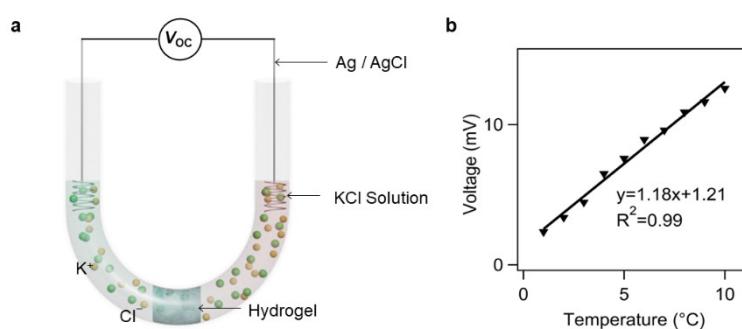 a
V_OC
Ag / AgCl
KCl Solution
K⁺
Cl⁻
Hydrogel
b
Voltage (mV)
10
0
y=1.18x+1.21
R²=0.99
0
5
10
Temperature (°C)